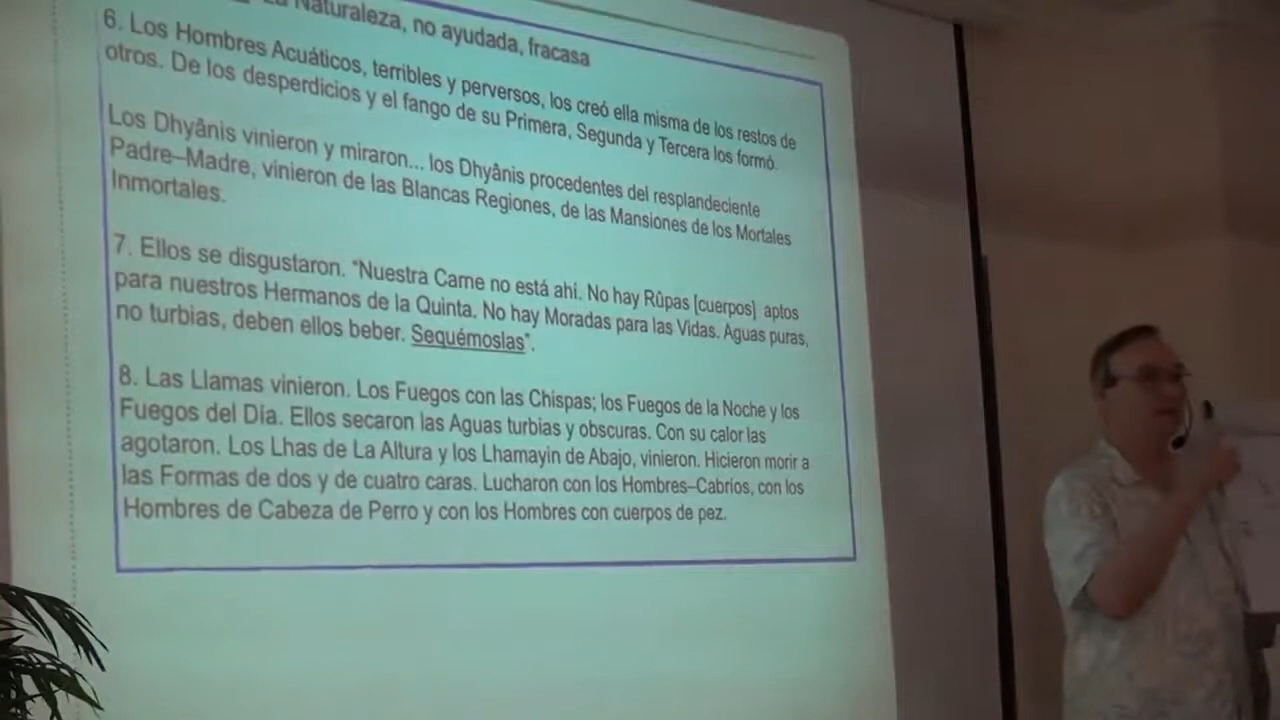 La Naturaleza, no ayudada, fracasa
6. Los Hombres Acuáticos, terribles y perversos, los creó ella misma de los restos de
otros. De los desperdicios y el fango de su Primera, Segunda y Tercera los formó.
Los Dhyânis vinieron y miraron... los Dhyânis procedentes del resplandeciente
Padre–Madre, vinieron de las Blancas Regiones, de las Mansiones de los Mortales
Inmortales.
7. Ellos se disgustaron. "Nuestra Carne no está ahí. No hay Rûpas [cuerpos] aptos
para nuestros Hermanos de la Quinta. No hay Moradas para las Vidas. Aguas puras,
no turbias, deben ellos beber. Sequémoslas".
8. Las Llamas vinieron. Los Fuegos con las Chispas; los Fuegos de la Noche y los
Fuegos del Día. Ellos secaron las Aguas turbias y obscuras. Con su calor las
agotaron. Los Lhas de La Altura y los Lhamayin de Abajo, vinieron. Hicieron morir a
las Formas de dos y de cuatro caras. Lucharon con los Hombres–Cabríos, con los
Hombres de Cabeza de Perro y con los Hombres con cuerpos de pez.